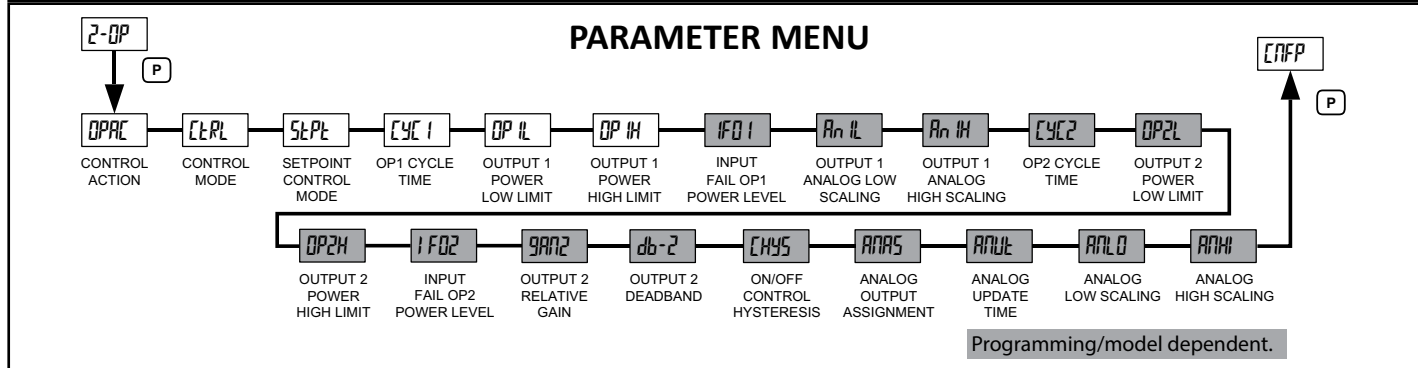 2-OP
PARAMETER MENU
CNFP
P
P
OPAC
CtRL
StPt
CYC1
OP1L
OP1H
IFO1
An1L
An1H
CYC2
OP2L
CONTROL
ACTION
CONTROL
MODE
SETPOINT
CONTROL
MODE
OP1 CYCLE
TIME
OUTPUT 1
POWER
LOW LIMIT
OUTPUT 1
POWER
HIGH LIMIT
INPUT
FAIL OP1
POWER LEVEL
OUTPUT 1
ANALOG LOW
SCALING
OUTPUT 1
ANALOG
HIGH SCALING
OP2 CYCLE
TIME
OUTPUT 2
POWER
LOW LIMIT
OP2H
IFO2
gAN2
db-2
CHYS
ANAS
ANUt
ANLO
ANHI
OUTPUT 2
POWER
HIGH LIMIT
INPUT
FAIL OP2
POWER LEVEL
OUTPUT 2
RELATIVE
GAIN
OUTPUT 2
DEADBAND
ON/OFF
CONTROL
HYSTERESIS
ANALOG
OUTPUT
ASSIGNMENT
ANALOG
UPDATE
TIME
ANALOG
LOW SCALING
ANALOG
HIGH SCALING
Programming/model dependent.